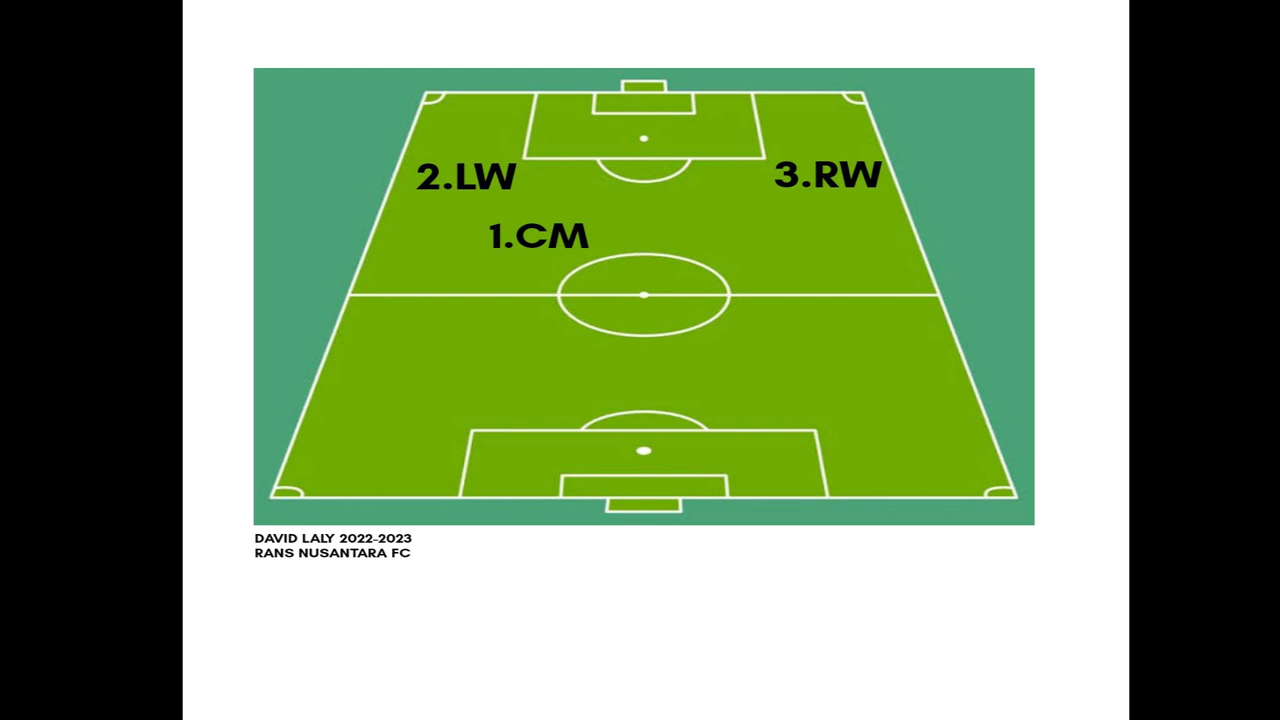 2.LW
3.RW
1.CM
DAVID LALY 2022-2023
RANS NUSANTARA FC